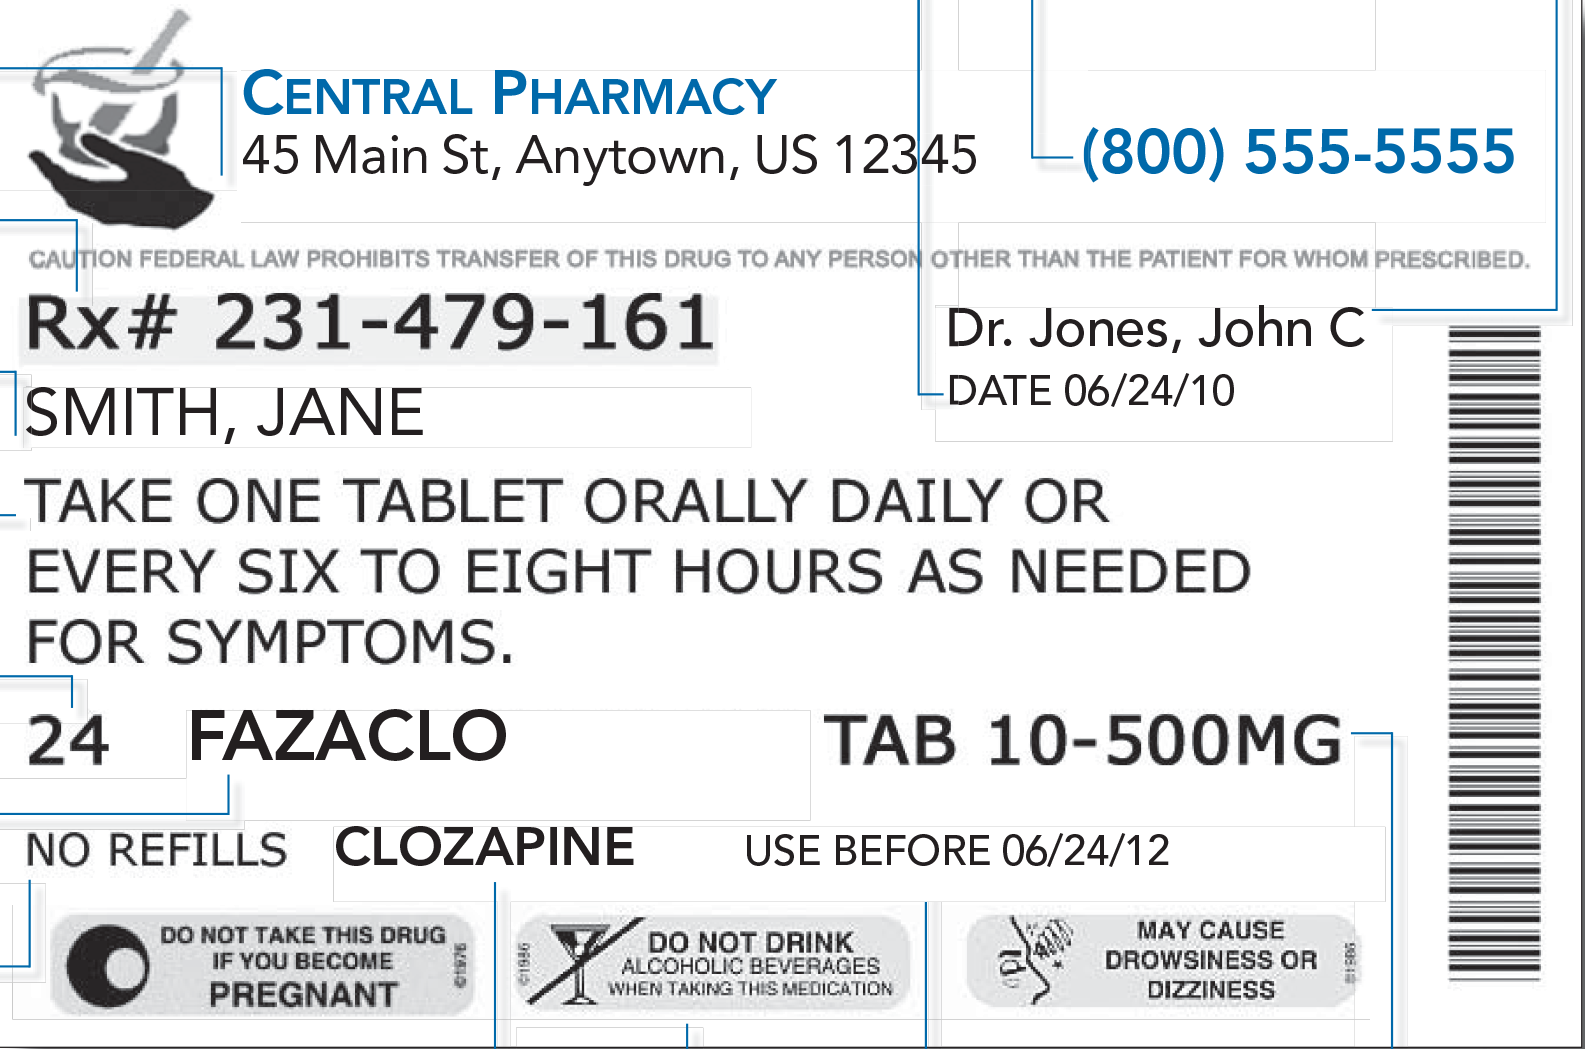 CENTRAL PHARMACY
45 Main St, Anytown, US 12345
(800) 555-5555
CAUTION FEDERAL LAW PROHIBITS TRANSFER OF THIS DRUG TO ANY PERSON OTHER THAN THE PATIENT FOR WHOM PRESCRIBED.
Rx# 231-479-161
Dr. Jones, John C
DATE 06/24/10
SMITH, JANE
TAKE ONE TABLET ORALLY DAILY OR
EVERY SIX TO EIGHT HOURS AS NEEDED
FOR SYMPTOMS.
24 FAZACLO TAB 10-500MG
NO REFILLS CLOZAPINE USE BEFORE 06/24/12
DO NOT TAKE THIS DRUG
IF YOU BECOME
PREGNANT
©1976
©1986
DO NOT DRINK
ALCOHOLIC BEVERAGES
WHEN TAKING THIS MEDICATION
MAY CAUSE
DROWSINESS OR
DIZZINESS